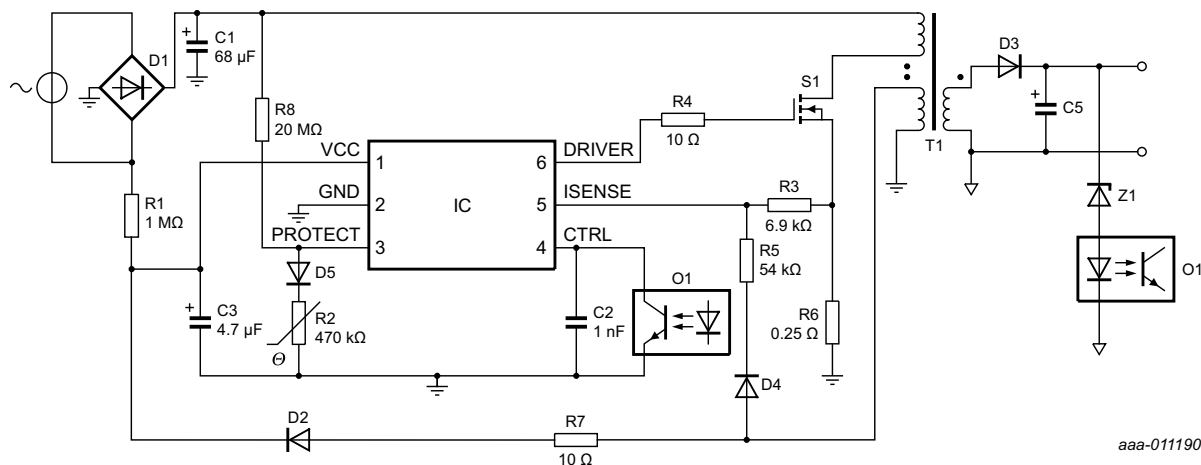 D1
C1
68 μF
R8
20 MΩ
R1
1 MΩ
VCC
GND
PROTECT
1
2
3
IC
6
5
4
DRIVER
ISENSE
CTRL
R4
10 Ω
S1
R3
6.9 kΩ
R5
54 kΩ
R6
0.25 Ω
D5
R2
470 kΩ
Θ
C3
4.7 μF
C2
1 nF
O1
D4
D2
R7
10 Ω
T1
D3
C5
Z1
O1
+
+
+
aaa-011190